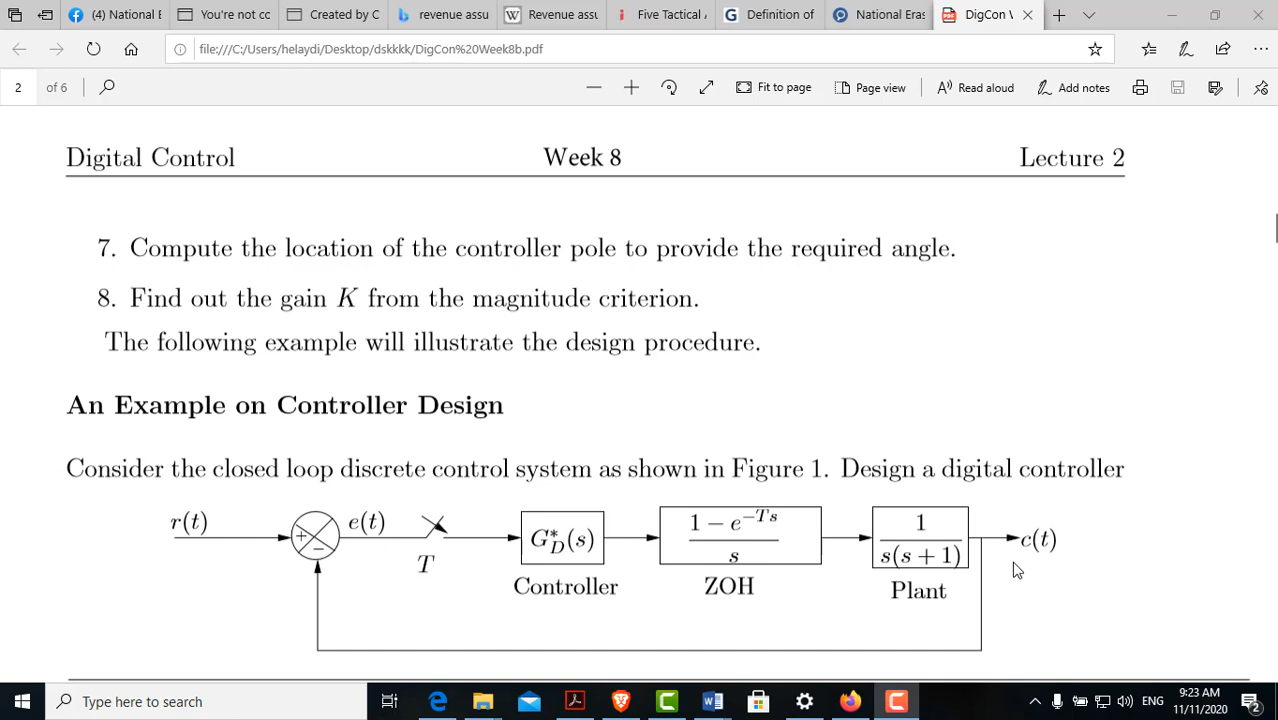 (4) National E
You're not co
Created by C
revenue assu
Revenue assu
Five Tactical A
Definition of
National Eras
DigCon W
file:///C:/Users/helaydi/Desktop/dskkkk/DigCon%20Week8b.pdf
2 of 6
Fit to page
Page view
Read aloud
Add notes
Digital Control Week 8 Lecture 2
7. Compute the location of the controller pole to provide the required angle.
8. Find out the gain K from the magnitude criterion.
The following example will illustrate the design procedure.
An Example on Controller Design
Consider the closed loop discrete control system as shown in Figure 1. Design a digital controller
r(t)
+
−
e(t)
T
G*_D(s)
Controller
1 − e^{−Ts}
s
ZOH
1
s(s + 1)
Plant
c(t)
Type here to search
ENG
9:23 AM
11/11/2020
2